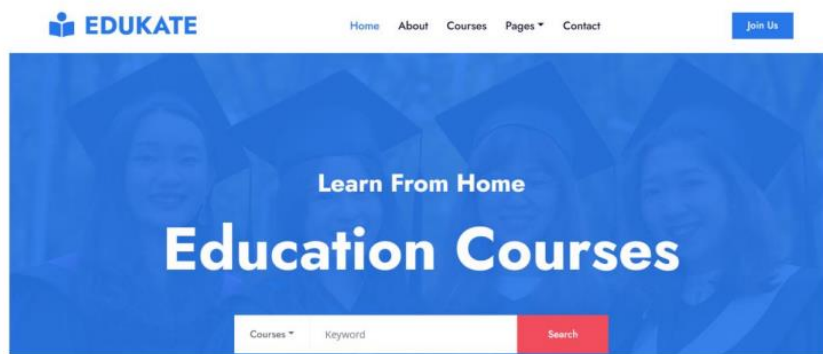 EDUKATE
Home About Courses Pages Contact
Join Us
Learn From Home
Education Courses
Courses Keyword Search